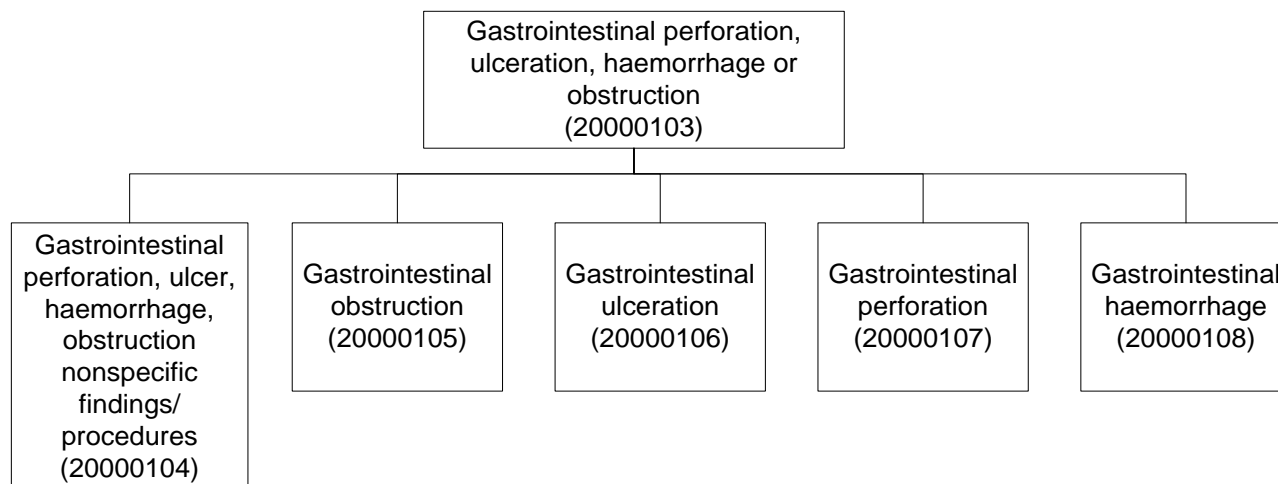 Gastrointestinal perforation,
ulceration, haemorrhage or
obstruction
(20000103)
Gastrointestinal
perforation, ulcer,
haemorrhage,
obstruction
nonspecific
findings/
procedures
(20000104)
Gastrointestinal
obstruction
(20000105)
Gastrointestinal
ulceration
(20000106)
Gastrointestinal
perforation
(20000107)
Gastrointestinal
haemorrhage
(20000108)